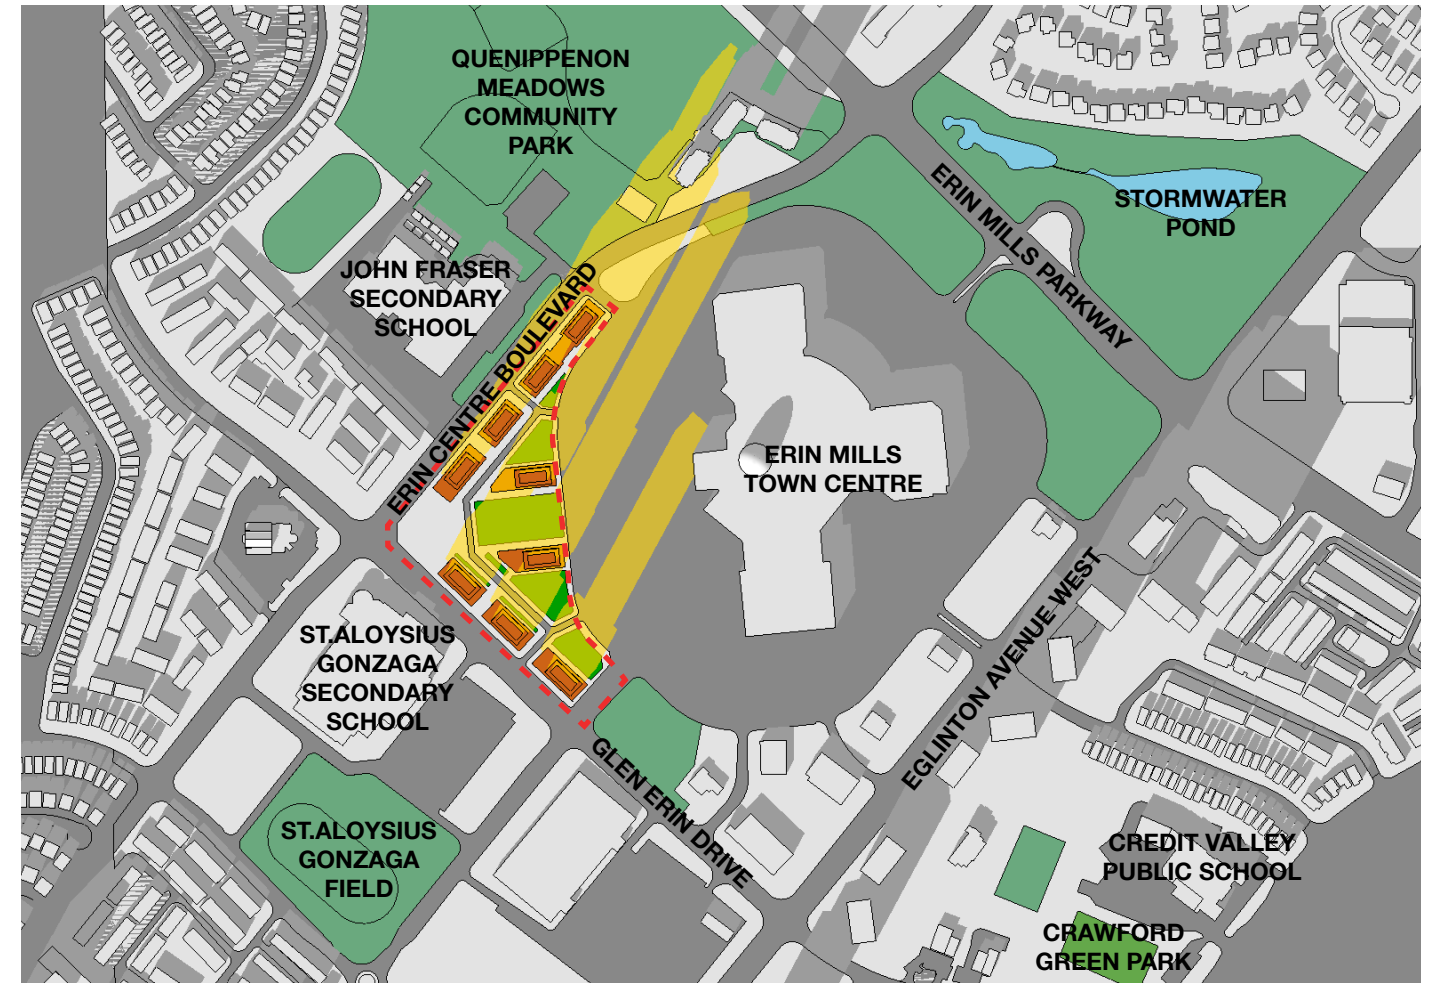 QUENIPPENON
MEADOWS
COMMUNITY
PARK
ERIN MILLS PARKWAY
STORMWATER
POND
JOHN FRASER
SECONDARY
SCHOOL
ERIN CENTRE BOULEVARD
ERIN MILLS
TOWN CENTRE
EGLINTON AVENUE WEST
ST.ALOYSIUS
GONZAGA
SECONDARY
SCHOOL
GLEN ERIN DRIVE
ST.ALOYSIUS
GONZAGA
FIELD
CREDIT VALLEY
PUBLIC SCHOOL
CRAWFORD
GREEN PARK